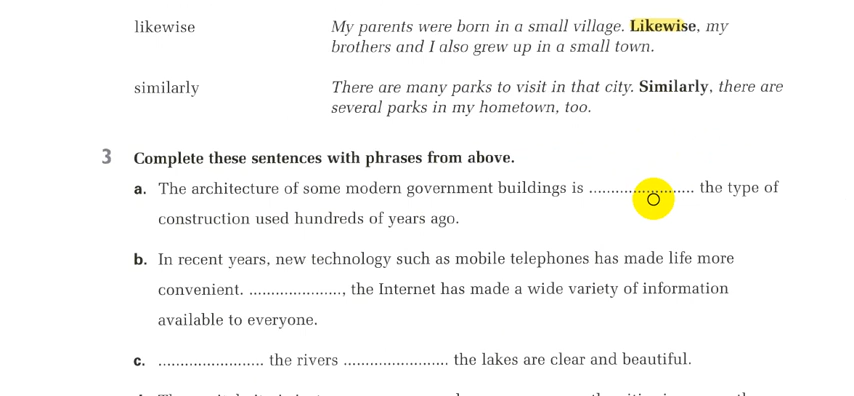 likewise My parents were born in a small village. Likewise, my
brothers and I also grew up in a small town.
similarly There are many parks to visit in that city. Similarly, there are
several parks in my hometown, too.
3 Complete these sentences with phrases from above.
a. The architecture of some modern government buildings is ........................ the type of
construction used hundreds of years ago.
b. In recent years, new technology such as mobile telephones has made life more
convenient. ....................., the Internet has made a wide variety of information
available to everyone.
c. ........................ the rivers ........................ the lakes are clear and beautiful.